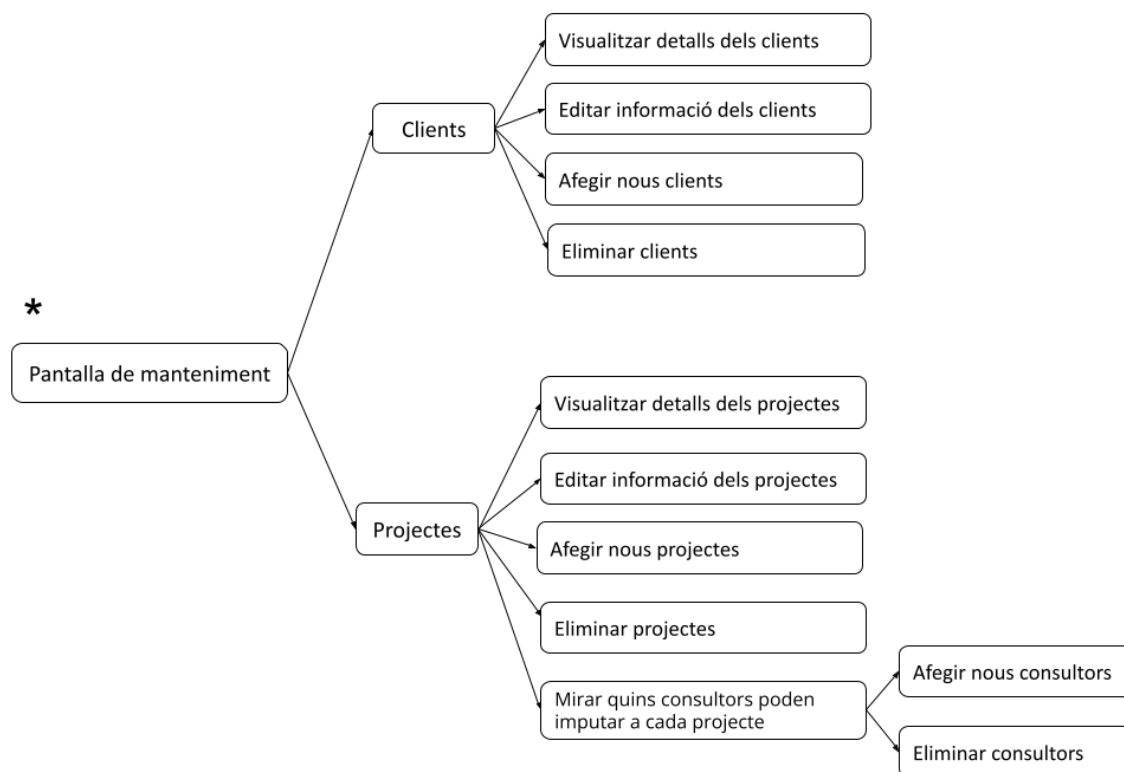 Visualitzar detalls dels clients
Editar informació dels clients
Clients
Afegir nous clients
Eliminar clients
*
Pantalla de manteniment
Visualitzar detalls dels projectes
Editar informació dels projectes
Projectes
Afegir nous projectes
Eliminar projectes
Mirar quins consultors poden
imputar a cada projecte
Afegir nous consultors
Eliminar consultors